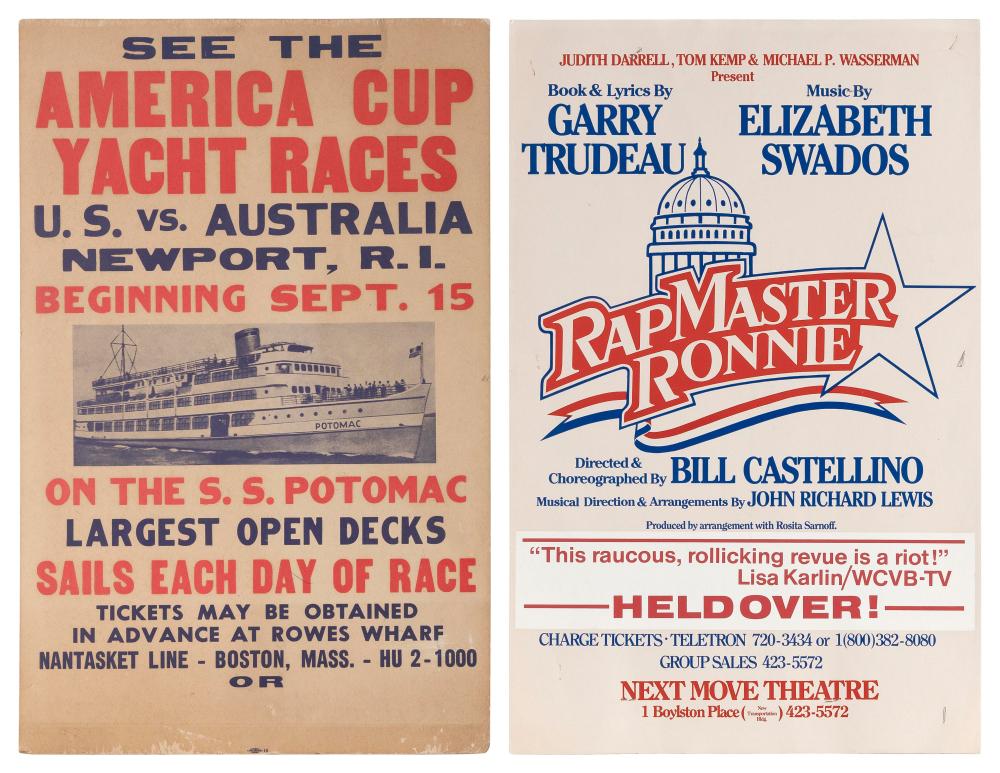 SEE THE
AMERICA CUP
YACHT RACES
U.S. vs. AUSTRALIA
NEWPORT, R.I.
BEGINNING SEPT. 15
POTOMAC
ON THE S. S. POTOMAC
LARGEST OPEN DECKS
SAILS EACH DAY OF RACE
TICKETS MAY BE OBTAINED
IN ADVANCE AT ROWES WHARF
NANTASKET LINE - BOSTON, MASS. - HU 2-1000
OR
JUDITH DARRELL, TOM KEMP & MICHAEL P. WASSERMAN
Present
Book & Lyrics By
GARRY
TRUDEAU
Music By
ELIZABETH
SWADOS
RAP MASTER
RONNIE
Directed &
Choreographed By BILL CASTELLINO
Musical Direction & Arrangements By JOHN RICHARD LEWIS
Produced by arrangement with Rosita Sarnoff.
“This raucous, rollicking revue is a riot!”
Lisa Karlin/WCVB-TV
HELD OVER!
CHARGE TICKETS · TELETRON 720-3434 or 1(800)382-8080
GROUP SALES 423-5572
NEXT MOVE THEATRE
1 Boylston Place (New Transportation Bldg.) 423-5572